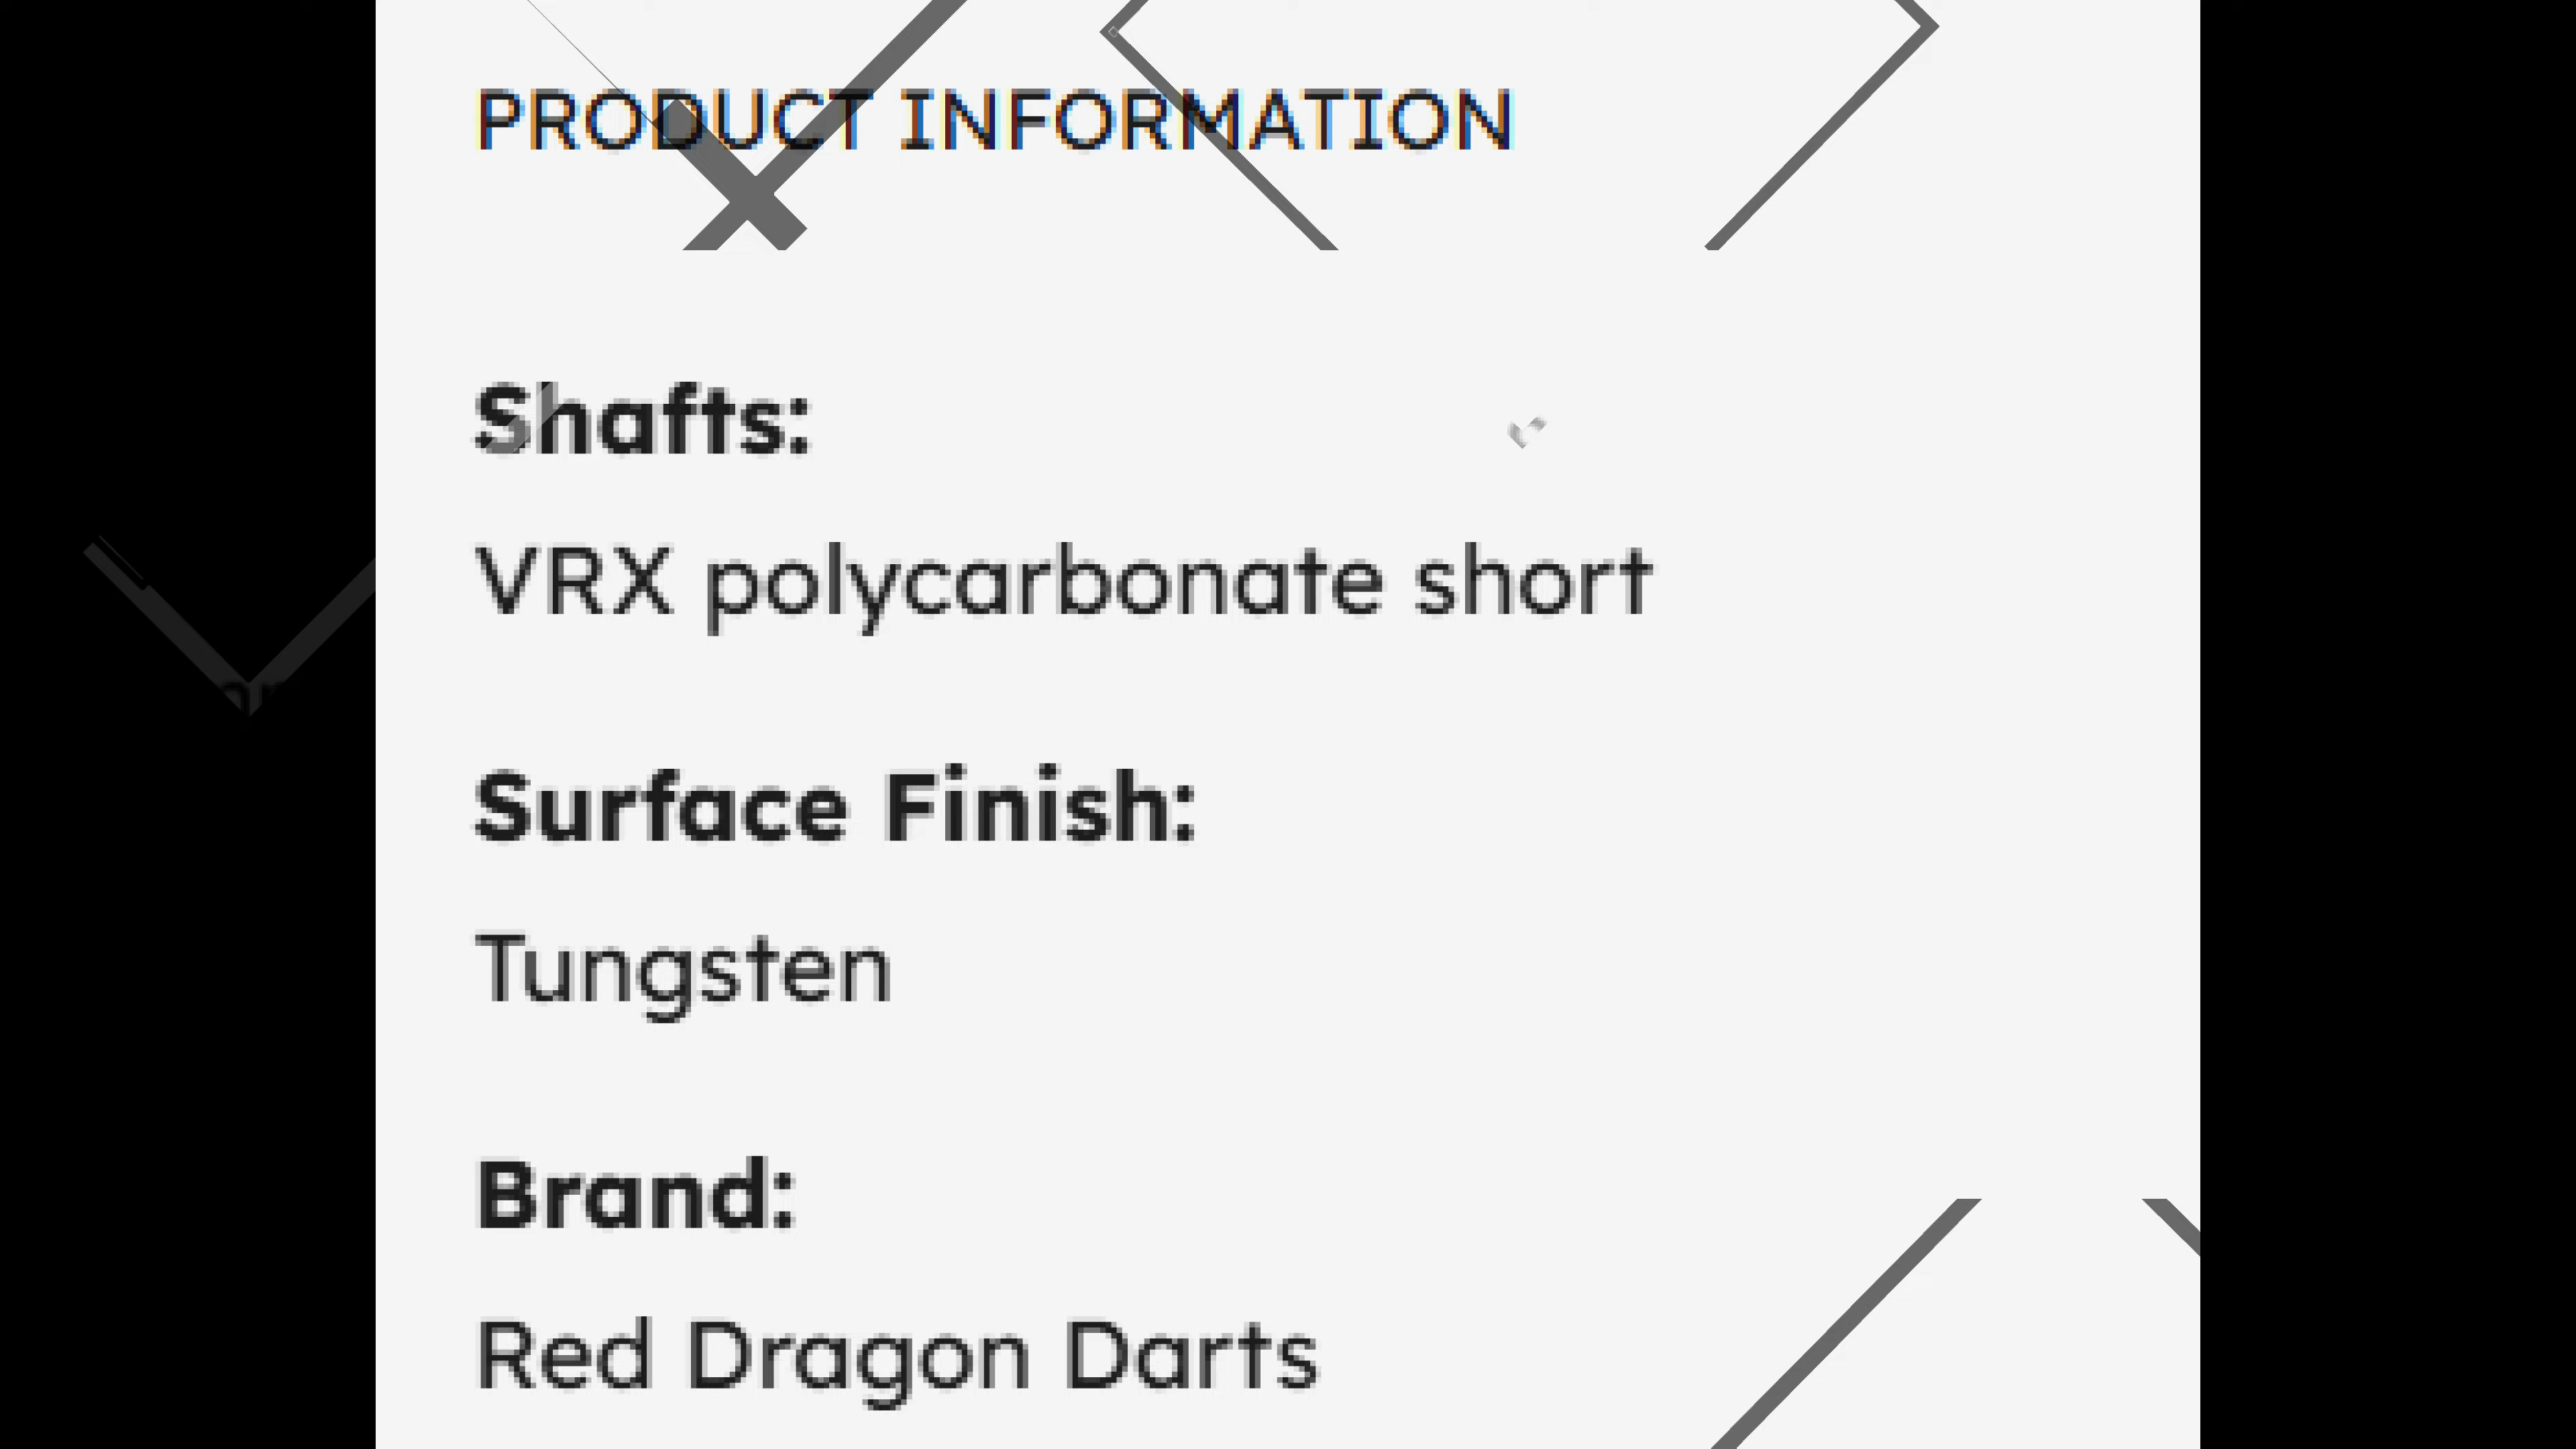 PRODUCT INFORMATION
Shafts:
VRX polycarbonate short
Surface Finish:
Tungsten
Brand:
Red Dragon Darts